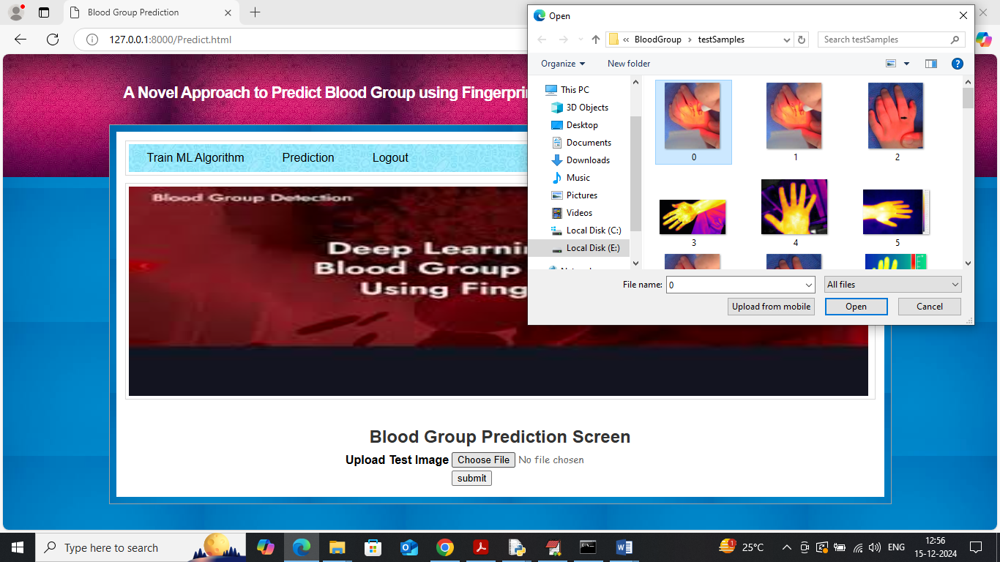 Blood Group Prediction
127.0.0.1:8000/Predict.html
A Novel Approach to Predict Blood Group using Fingerprin
Train ML Algorithm Prediction Logout
Blood Group Detection
Deep Learnin
Blood Group
Using Fing
Blood Group Prediction Screen
Upload Test Image Choose File No file chosen
submit
Open
« BloodGroup > testSamples
Search testSamples
Organize New folder
This PC
3D Objects
Desktop
Documents
Downloads
Music
Pictures
Videos
Local Disk (C:)
Local Disk (E:)
0 1 2
3 4 5
File name: 0 All files
Upload from mobile Open Cancel
Type here to search
25°C ENG 12:56
15-12-2024